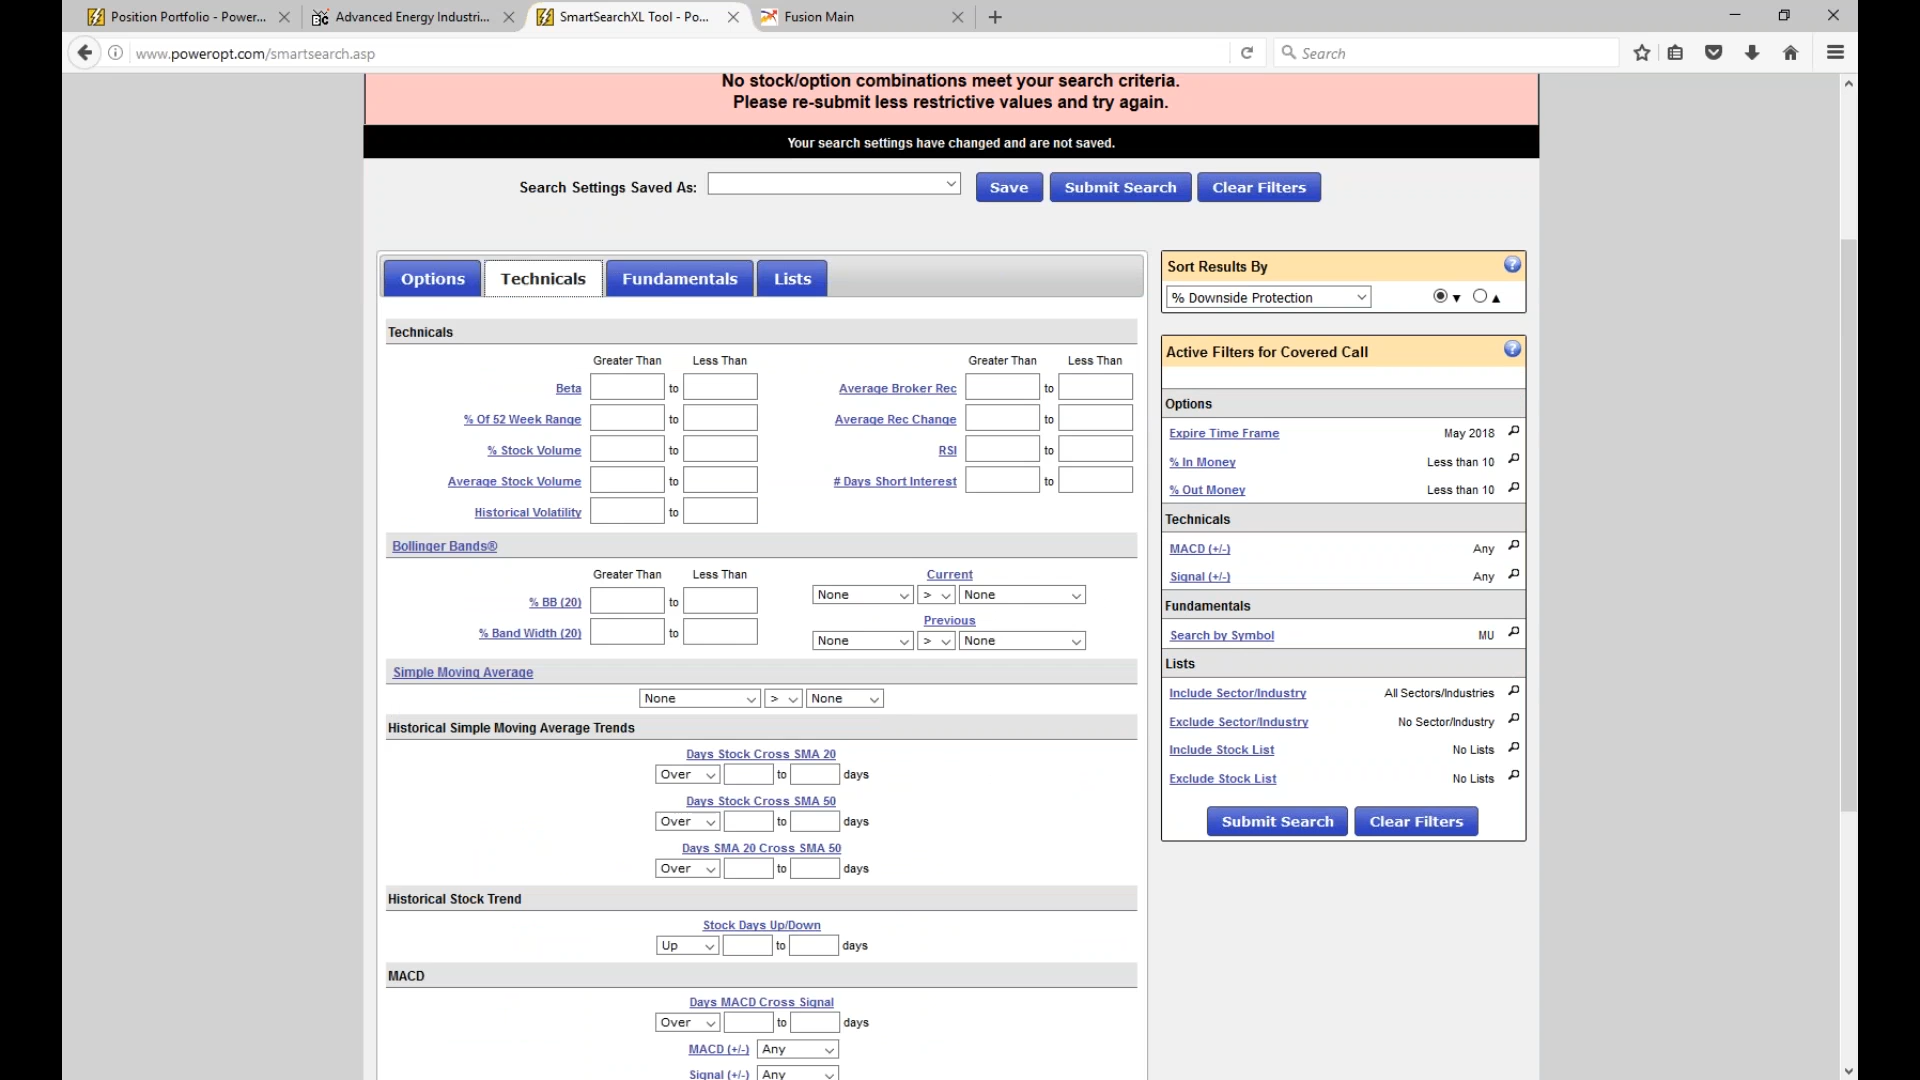 Position Portfolio - Power...
Advanced Energy Industri...
SmartSearchXL Tool - Po...
Fusion Main
www.poweropt.com/smartsearch.asp
Search
No stock/option combinations meet your search criteria.
Please re-submit less restrictive values and try again.
Your search settings have changed and are not saved.
Search Settings Saved As:
Save
Submit Search
Clear Filters
Options
Technicals
Fundamentals
Lists
Technicals
Greater Than Less Than Greater Than Less Than
Beta to Average Broker Rec to
% Of 52 Week Range to Average Rec Change to
% Stock Volume to RSI to
Average Stock Volume to # Days Short Interest to
Historical Volatility to
Bollinger Bands®
Greater Than Less Than Current
% BB (20) to None > None
Previous
% Band Width (20) to None > None
Simple Moving Average
None > None
Historical Simple Moving Average Trends
Days Stock Cross SMA 20
Over to days
Days Stock Cross SMA 50
Over to days
Days SMA 20 Cross SMA 50
Over to days
Historical Stock Trend
Stock Days Up/Down
Up to days
MACD
Days MACD Cross Signal
Over to days
MACD (+/-) Any
Signal (+/-) Any
Sort Results By ?
% Downside Protection
Active Filters for Covered Call ?
Options
Expire Time Frame May 2018
% In Money Less than 10
% Out Money Less than 10
Technicals
MACD (+/-) Any
Signal (+/-) Any
Fundamentals
Search by Symbol MU
Lists
Include Sector/Industry All Sectors/Industries
Exclude Sector/Industry No Sector/Industry
Include Stock List No Lists
Exclude Stock List No Lists
Submit Search
Clear Filters